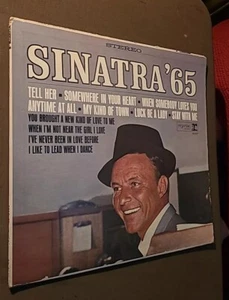 STEREO
SINATRA '65
TELL HER • SOMEWHERE IN YOUR HEART • WHEN SOMEBODY LOVES YOU
ANYTIME AT ALL • MY KIND OF TOWN • LUCK BE A LADY • STAY WITH ME
YOU BROUGHT A NEW KIND OF LOVE TO ME
WHEN I'M NOT NEAR THE GIRL I LOVE
I'VE NEVER BEEN IN LOVE BEFORE
I LIKE TO LEAD WHEN I DANCE